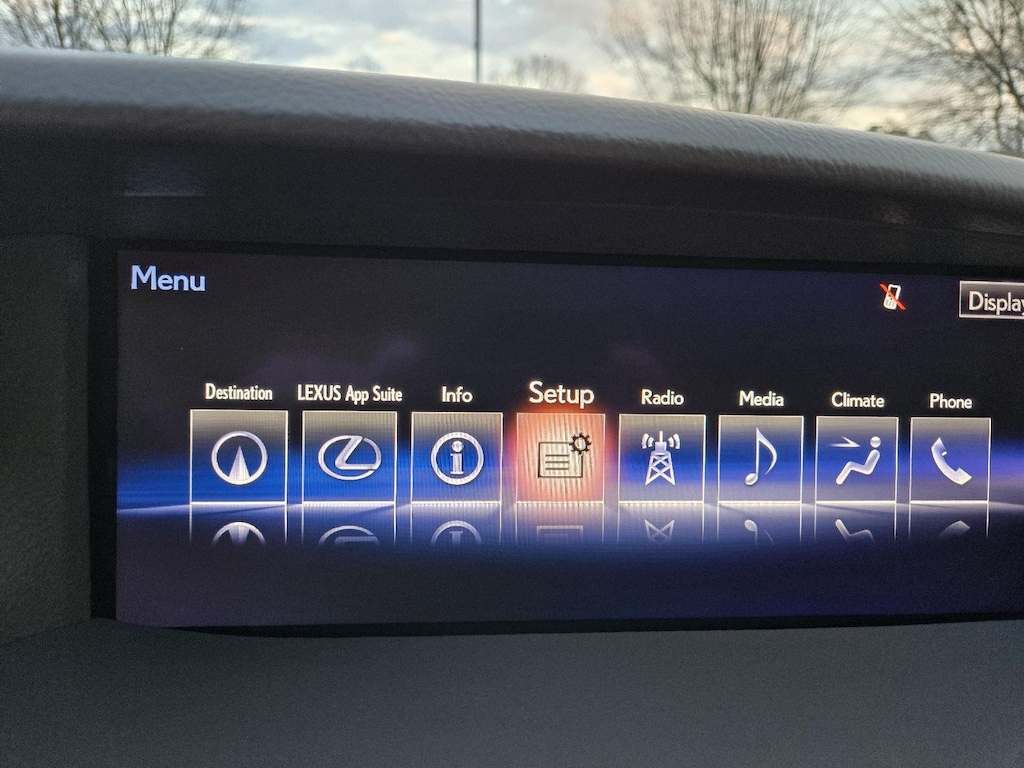 Menu
Display
Destination
LEXUS App Suite
Info
Setup
Radio
Media
Climate
Phone